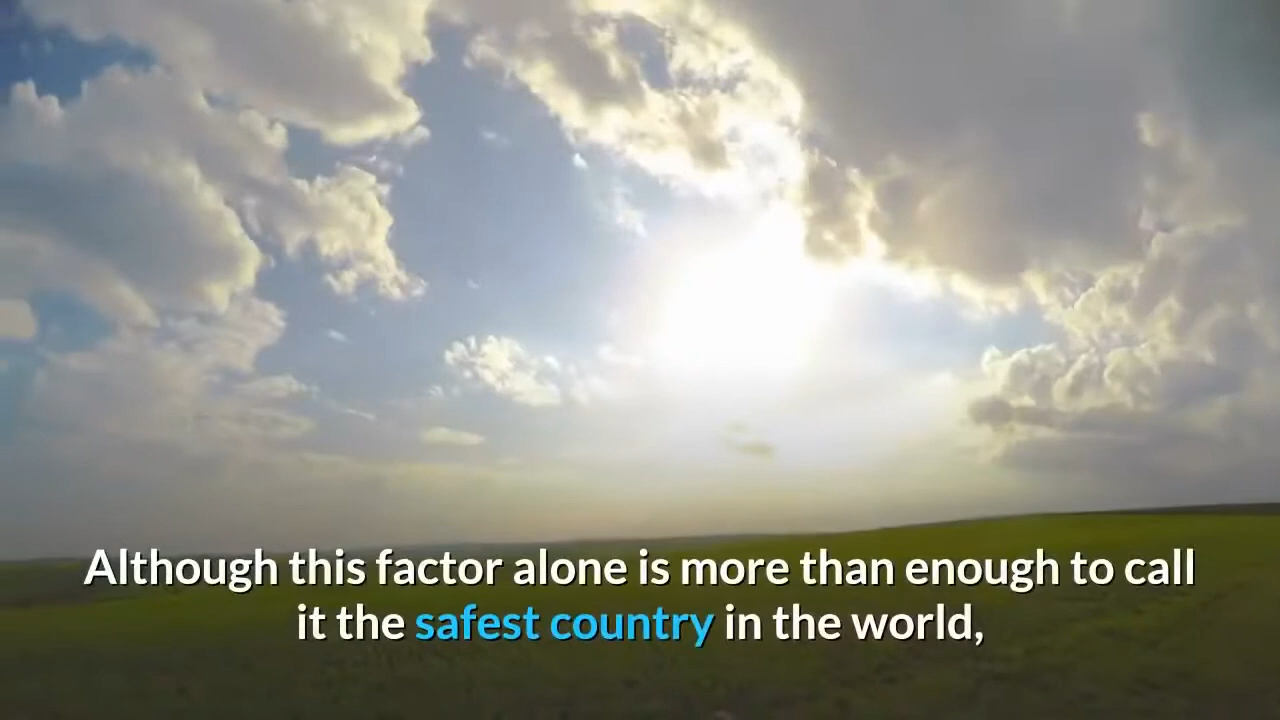 Although this factor alone is more than enough to call
it the safest country in the world,